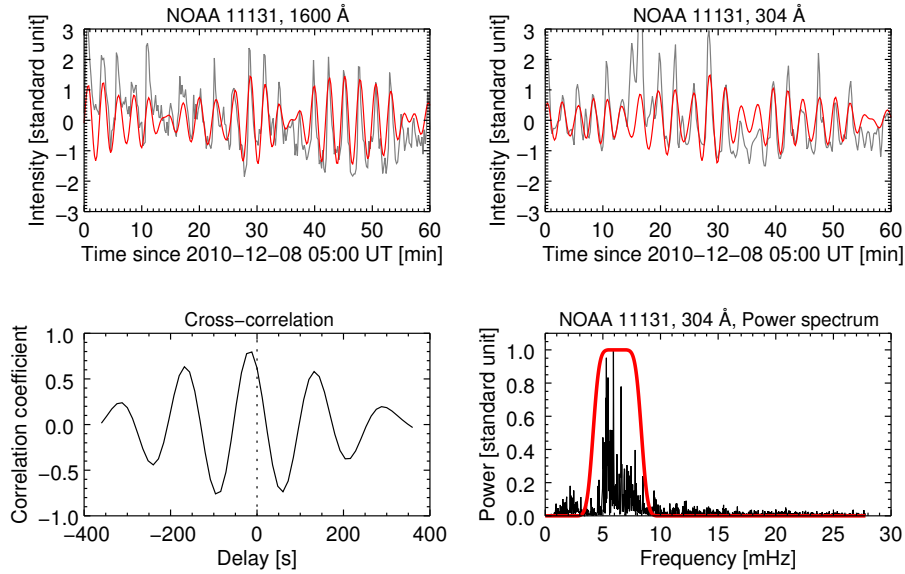 NOAA 11131, 1600 Å
Intensity [standard unit]
3
2
1
0
−1
−2
−3
0 10 20 30 40 50 60
Time since 2010−12−08 05:00 UT [min]
NOAA 11131, 304 Å
Intensity [standard unit]
3
2
1
0
−1
−2
−3
0 10 20 30 40 50 60
Time since 2010−12−08 05:00 UT [min]
Cross−correlation
Correlation coefficient
1.0
0.5
0.0
−0.5
−1.0
−400 −200 0 200 400
Delay [s]
NOAA 11131, 304 Å, Power spectrum
Power [standard unit]
1.0
0.8
0.6
0.4
0.2
0.0
0 5 10 15 20 25 30
Frequency [mHz]